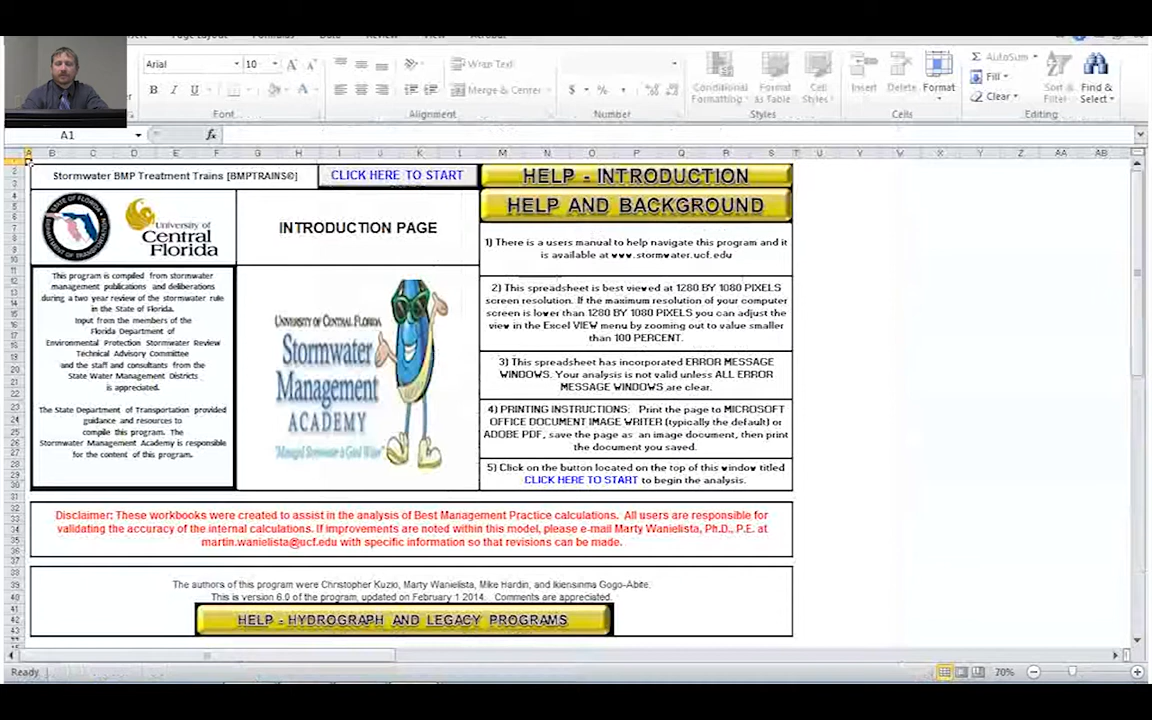 Arial
10
Wrap Text
Merge & Center
Conditional Formatting
Format as Table
Cell Styles
Insert
Delete
Format
AutoSum
Fill
Clear
Sort & Filter
Find & Select
Font
Alignment
Number
Styles
Cells
Editing
A1
fx
A B C D E F G H I J K L M N O P Q R S T U V W X Y Z AA AB
Stormwater BMP Treatment Trains [BMPTRAINS©]
CLICK HERE TO START
HELP - INTRODUCTION
HELP AND BACKGROUND
University of
Central
Florida
INTRODUCTION PAGE
1) There is a users manual to help navigate this program and it
is available at www.stormwater.ucf.edu
This program is compiled from stormwater
management publications and deliberations
during a two year review of the stormwater rule
in the State of Florida.
Input from the members of the
Florida Department of
Environmental Protection Stormwater Review
Technical Advisory Committee
and the staff and consultants from the
State Water Management Districts
is appreciated.
The State Department of Transportation provided
guidance and resources to
compile this program. The
Stormwater Management Academy is responsible
for the content of this program.
UNIVERSITY OF CENTRAL FLORIDA
Stormwater
Management
ACADEMY
"Managed Stormwater is Good Water"
2) This spreadsheet is best viewed at 1280 BY 1080 PIXELS
screen resolution. If the maximum resolution of your computer
screen is lower than 1280 BY 1080 PIXELS you can adjust the
view in the Excel VIEW menu by zooming out to value smaller
than 100 PERCENT.
3) This spreadsheet has incorporated ERROR MESSAGE
WINDOWS. Your analysis is not valid unless ALL ERROR
MESSAGE WINDOWS are clear.
4) PRINTING INSTRUCTIONS: Print the page to MICROSOFT
OFFICE DOCUMENT IMAGE WRITER (typically the default) or
ADOBE PDF, save the page as an image document, then print
the document you saved.
5) Click on the button located on the top of this window titled
CLICK HERE TO START to begin the analysis.
Disclaimer: These workbooks were created to assist in the analysis of Best Management Practice calculations. All users are responsible for
validating the accuracy of the internal calculations. If improvements are noted within this model, please e-mail Marty Wanielista, Ph.D., P.E. at
martin.wanielista@ucf.edu with specific information so that revisions can be made.
The authors of this program were Christopher Kuzio, Marty Wanielista, Mike Hardin, and Ikiensinma Gogo-Abite.
This is version 6.0 of the program, updated on February 1 2014. Comments are appreciated.
HELP - HYDROGRAPH AND LEGACY PROGRAMS
Ready
70%